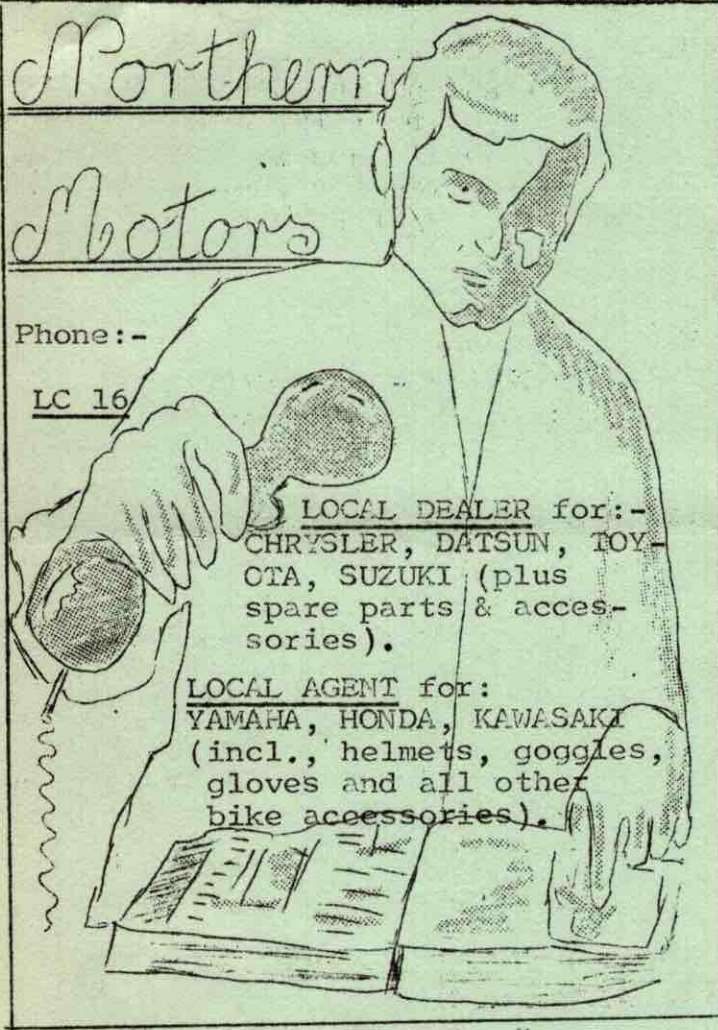 Northern
Motors
Phone:-
LC 16
LOCAL DEALER for:-
CHRYSLER, DATSUN, TOY-
OTA, SUZUKI (plus
spare parts & acces-
sories).
LOCAL AGENT for:
YAMAHA, HONDA, KAWASAKI
(incl., helmets, goggles,
gloves and all other
bike accessories).